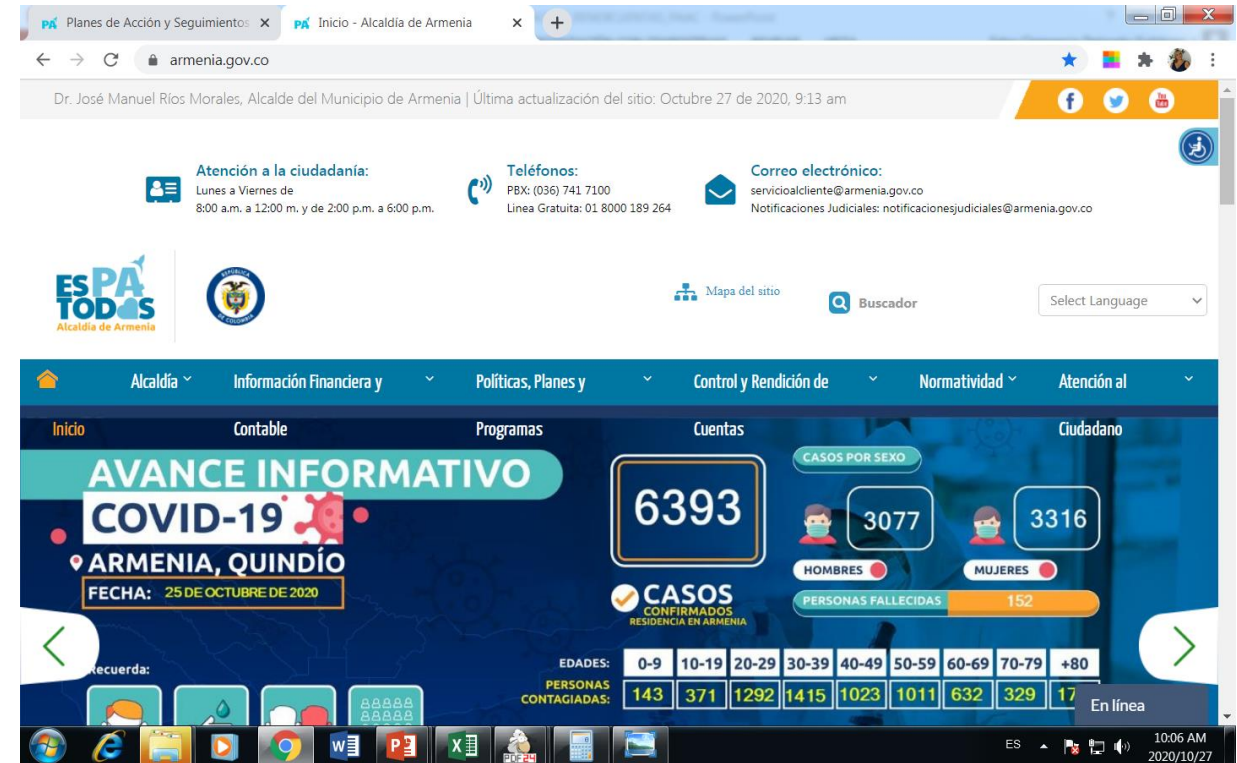 Planes de Acción y Seguimientos
Inicio - Alcaldía de Armenia
armenia.gov.co
Dr. José Manuel Ríos Morales, Alcalde del Municipio de Armenia | Última actualización del sitio: Octubre 27 de 2020, 9:13 am
Atención a la ciudadanía:
Lunes a Viernes de
8:00 a.m. a 12:00 m. y de 2:00 p.m. a 6:00 p.m.
Teléfonos:
PBX: (036) 741 7100
Linea Gratuita: 01 8000 189 264
Correo electrónico:
servicioalcliente@armenia.gov.co
Notificaciones Judiciales: notificacionesjudiciales@armenia.gov.co
ES PA
TODOS
Alcaldía de Armenia
Mapa del sitio
Buscador
Select Language
Alcaldía Información Financiera y Políticas, Planes y Control y Rendición de Normatividad Atención al
Inicio Contable Programas Cuentas Ciudadano
AVANCE INFORMATIVO
COVID-19
ARMENIA, QUINDÍO
FECHA: 25 DE OCTUBRE DE 2020
6393
CASOS
CONFIRMADOS
RESIDENCIA EN ARMENIA
CASOS POR SEXO
3077 3316
HOMBRES MUJERES
PERSONAS FALLECIDAS 152
Recuerda:
EDADES: 0-9 10-19 20-29 30-39 40-49 50-59 60-69 70-79 +80
PERSONAS
CONTAGIADAS: 143 371 1292 1415 1023 1011 632 329
En línea
ES
10:06 AM
2020/10/27